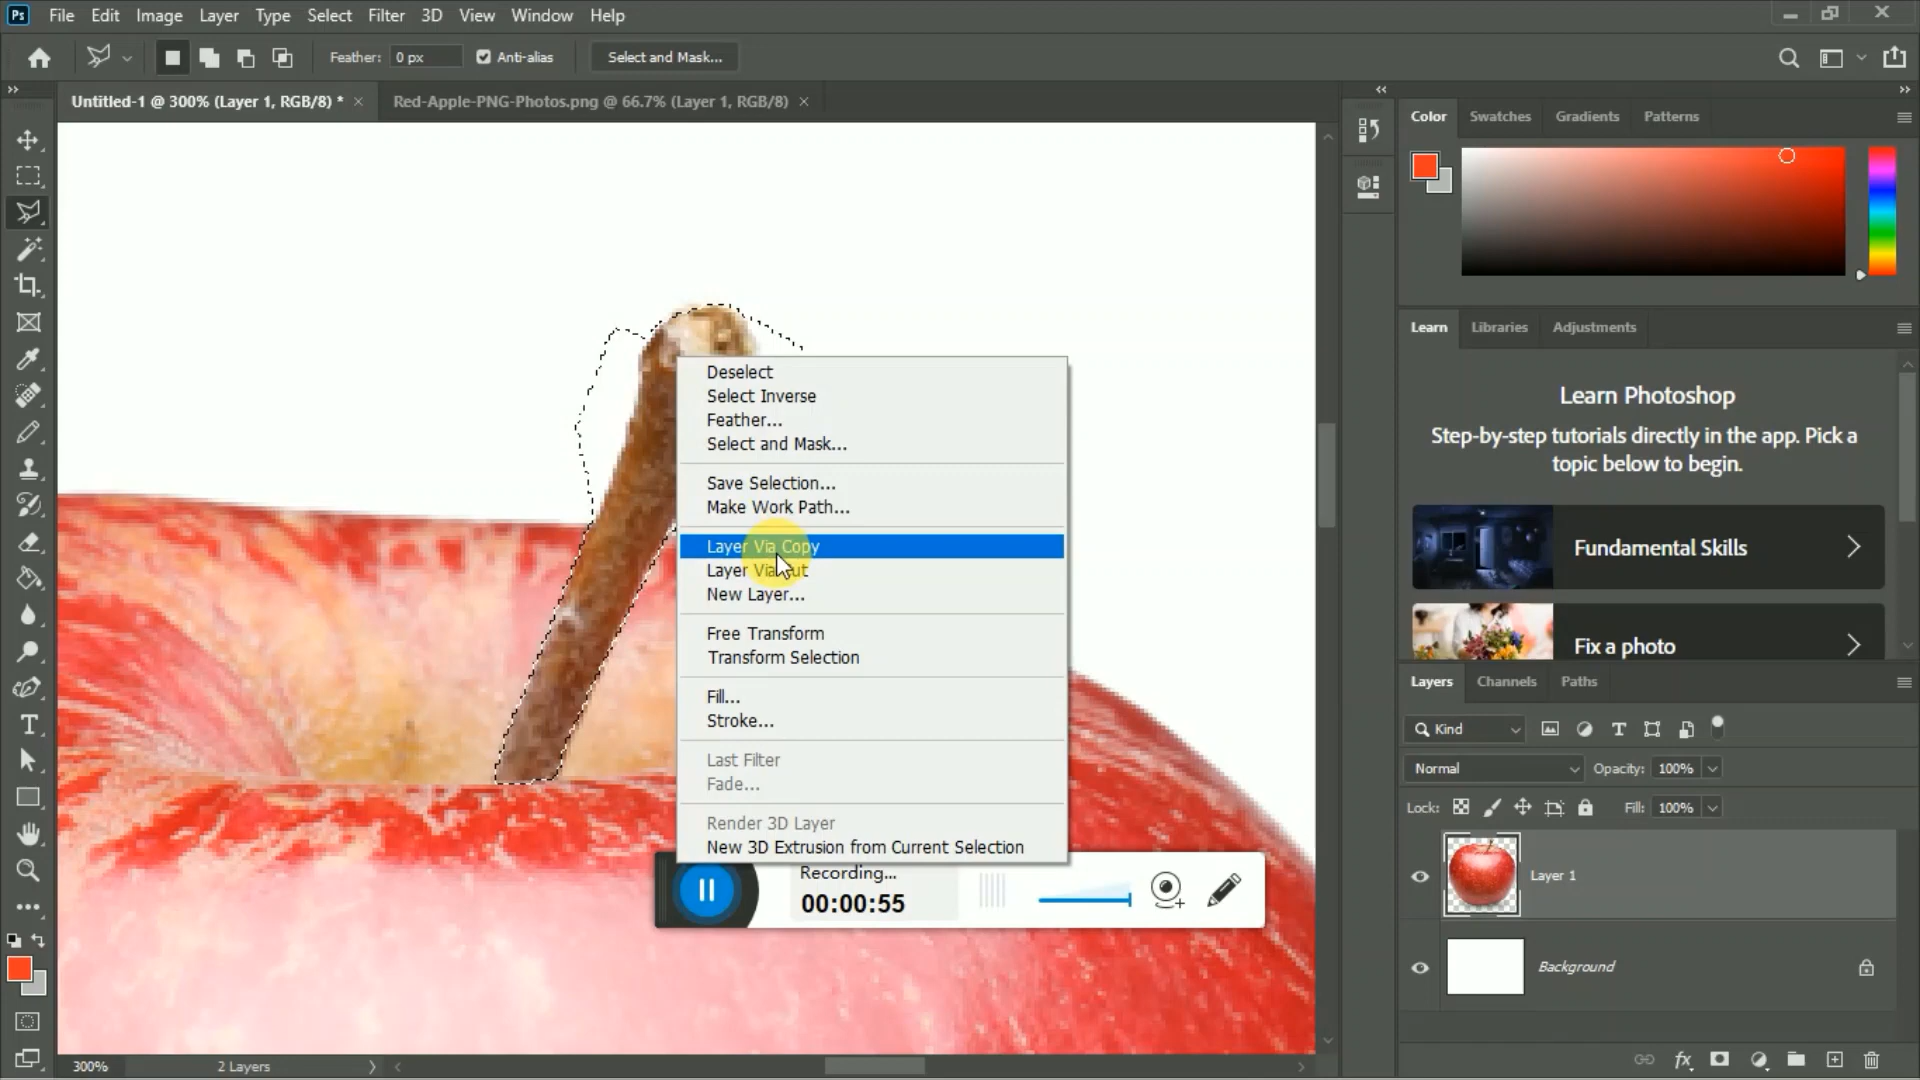 Ps File Edit Image Layer Type Select Filter 3D View Window Help
Feather: 0 px Anti-alias Select and Mask...
Untitled-1 @ 300% (Layer 1, RGB/8) * Red-Apple-PNG-Photos.png @ 66.7% (Layer 1, RGB/8)
Color Swatches Gradients Patterns
Learn Libraries Adjustments
Learn Photoshop
Step-by-step tutorials directly in the app. Pick a
topic below to begin.
Fundamental Skills
Fix a photo
Deselect
Select Inverse
Feather...
Select and Mask...
Save Selection...
Make Work Path...
Layer Via Copy
Layer Via Cut
New Layer...
Free Transform
Transform Selection
Fill...
Stroke...
Last Filter
Fade...
Render 3D Layer
New 3D Extrusion from Current Selection
Recording...
00:00:55
Layers Channels Paths
Kind
Normal Opacity: 100%
Lock: Fill: 100%
Layer 1
Background
300% 2 Layers